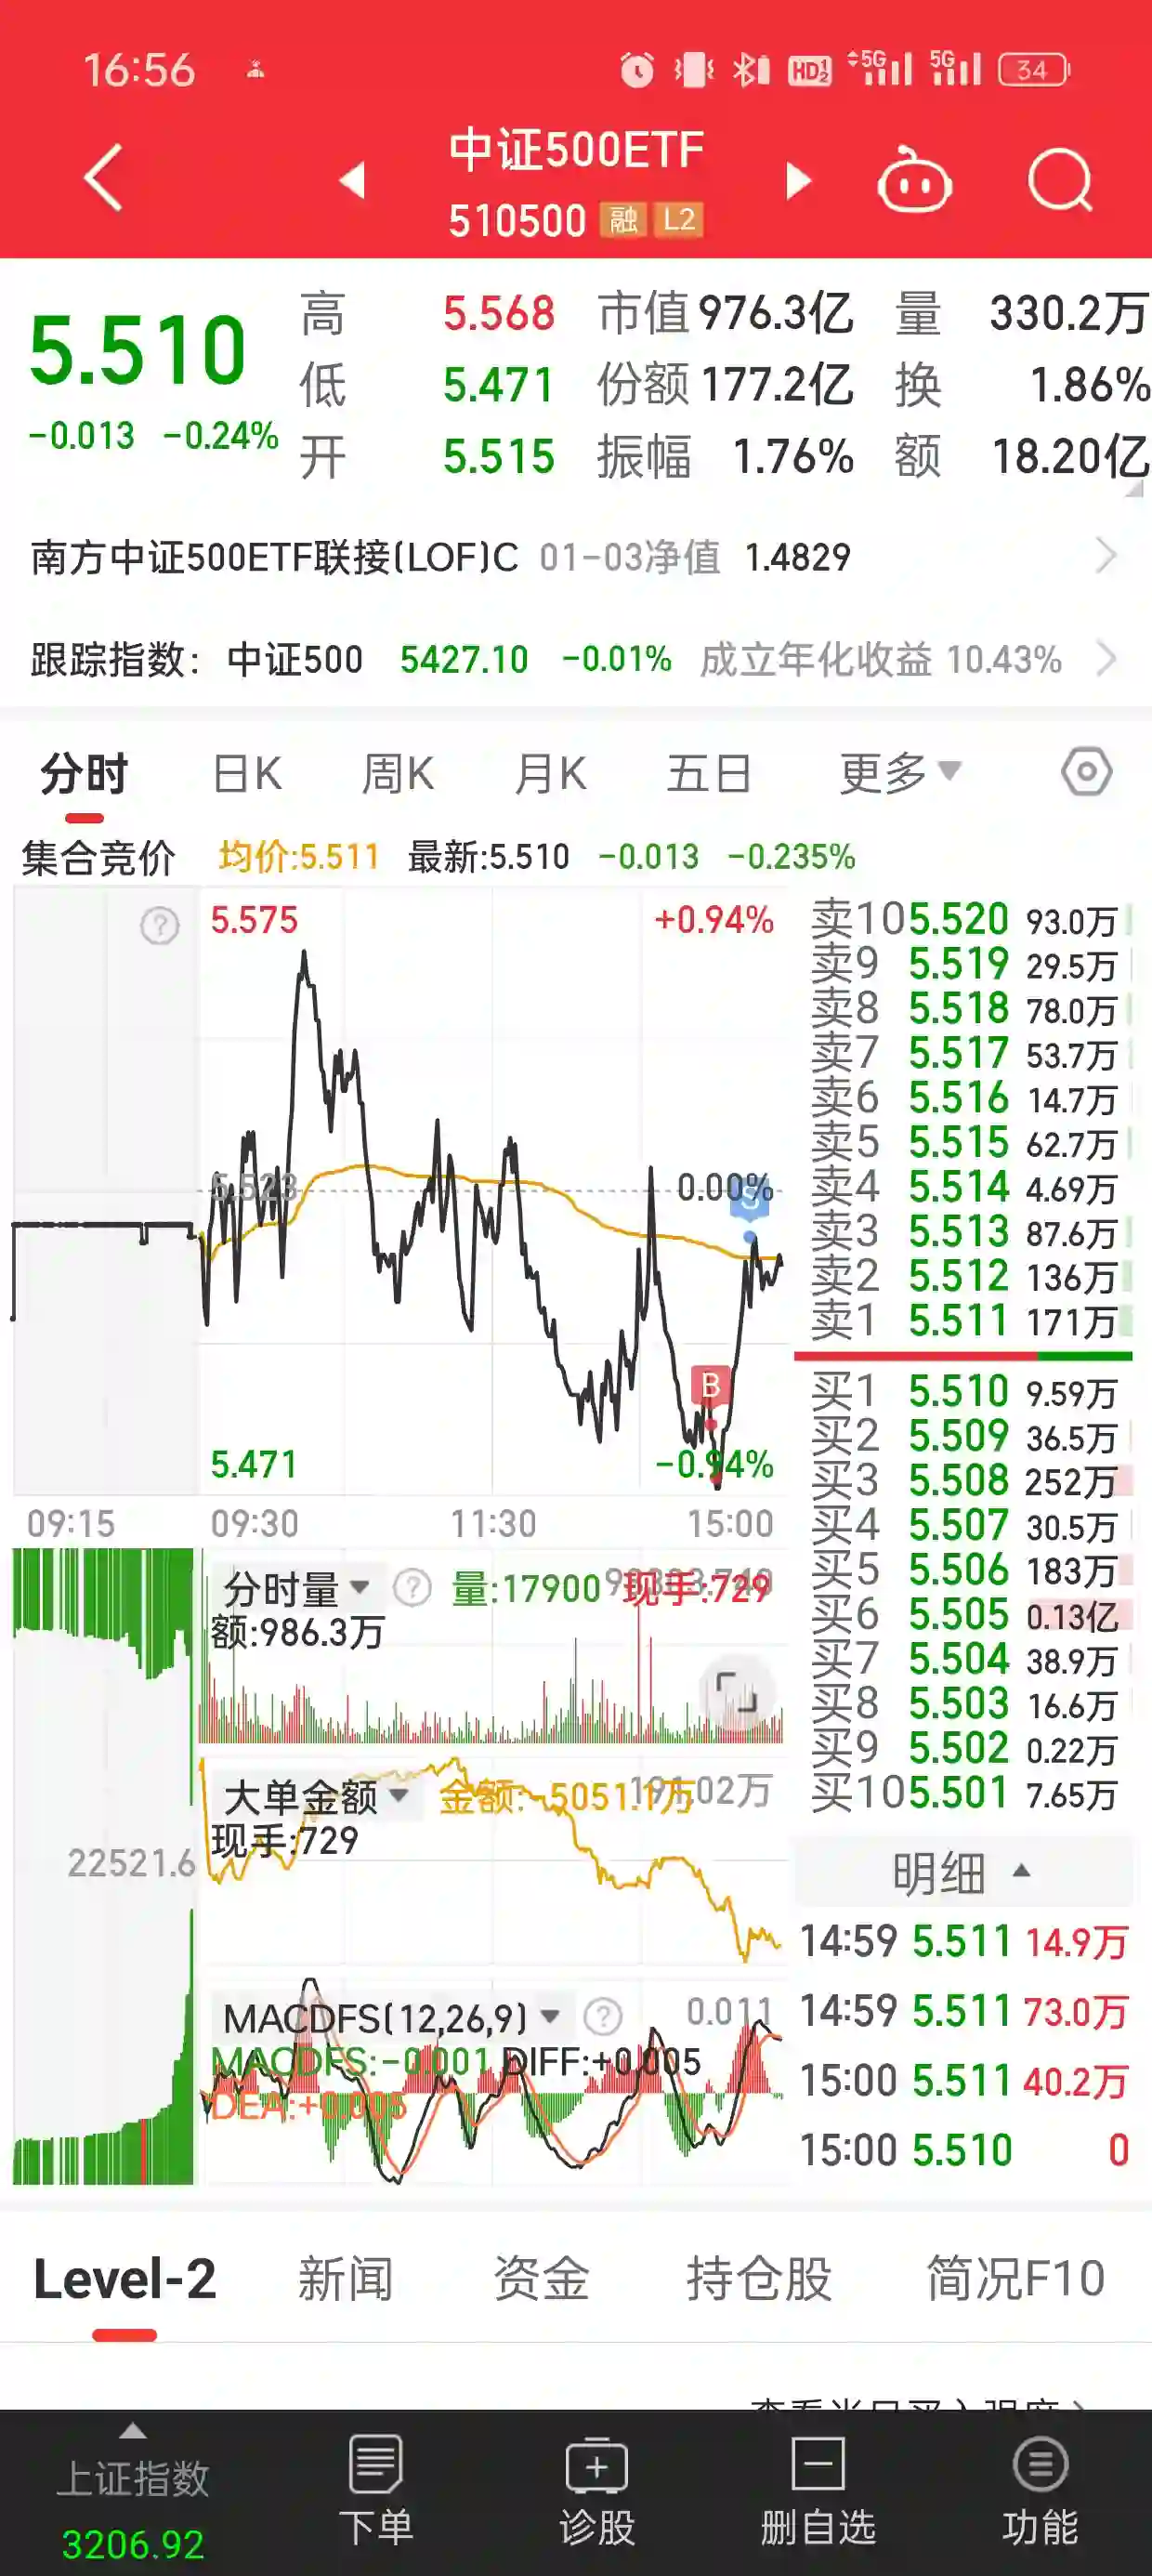 16:56 HD 1 2 5G 5G 34
中证500ETF
510500 融 L2
5.510
-0.013 -0.24%
高 5.568 市值 976.3亿 量 330.2万
低 5.471 份额 177.2亿 换 1.86%
开 5.515 振幅 1.76% 额 18.20亿
南方中证500ETF联接(LOF)C 01-03净值 1.4829
跟踪指数: 中证500 5427.10 -0.01% 成立年化收益 10.43%
分时 日K 周K 月K 五日 更多
集合竞价 均价:5.511 最新:5.510 -0.013 -0.235%
5.575 +0.94%
5.523 0.00%
S
B
5.471 -0.94%
09:15 09:30 11:30 15:00
卖10 5.520 93.0万
卖9 5.519 29.5万
卖8 5.518 78.0万
卖7 5.517 53.7万
卖6 5.516 14.7万
卖5 5.515 62.7万
卖4 5.514 4.69万
卖3 5.513 87.6万
卖2 5.512 136万
卖1 5.511 171万
买1 5.510 9.59万
买2 5.509 36.5万
买3 5.508 252万
买4 5.507 30.5万
买5 5.506 183万
买6 5.505 0.13亿
买7 5.504 38.9万
买8 5.503 16.6万
买9 5.502 0.22万
买10 5.501 7.65万
分时量 ? 量:17900 现手:729
额:986.3万
大单金额 金额: -5051.1万
现手:729
22521.6
MACDFS(12,26,9) ? 0.011
MACDFS:-0.001 DIFF:+0.005
DEA:+0.005
明细
14:59 5.511 14.9万
14:59 5.511 73.0万
15:00 5.511 40.2万
15:00 5.510 0
Level-2 新闻 资金 持仓股 简况F10
上证指数 下单 诊股 删自选 功能
3206.92